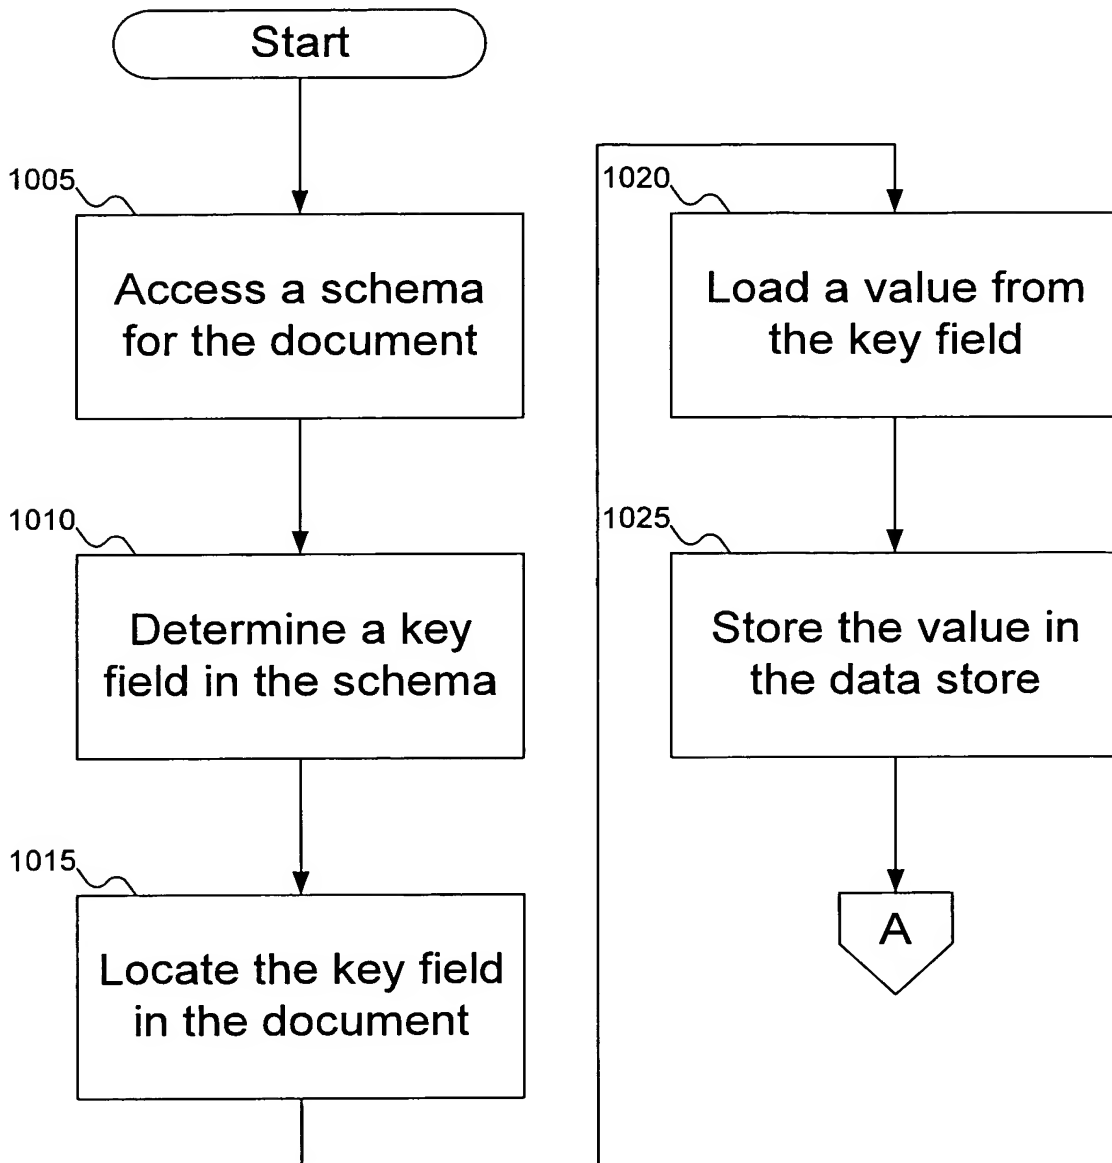 Start
1005
Access a schema
for the document
1010
Determine a key
field in the schema
1015
Locate the key field
in the document
1020
Load a value from
the key field
1025
Store the value in
the data store
A